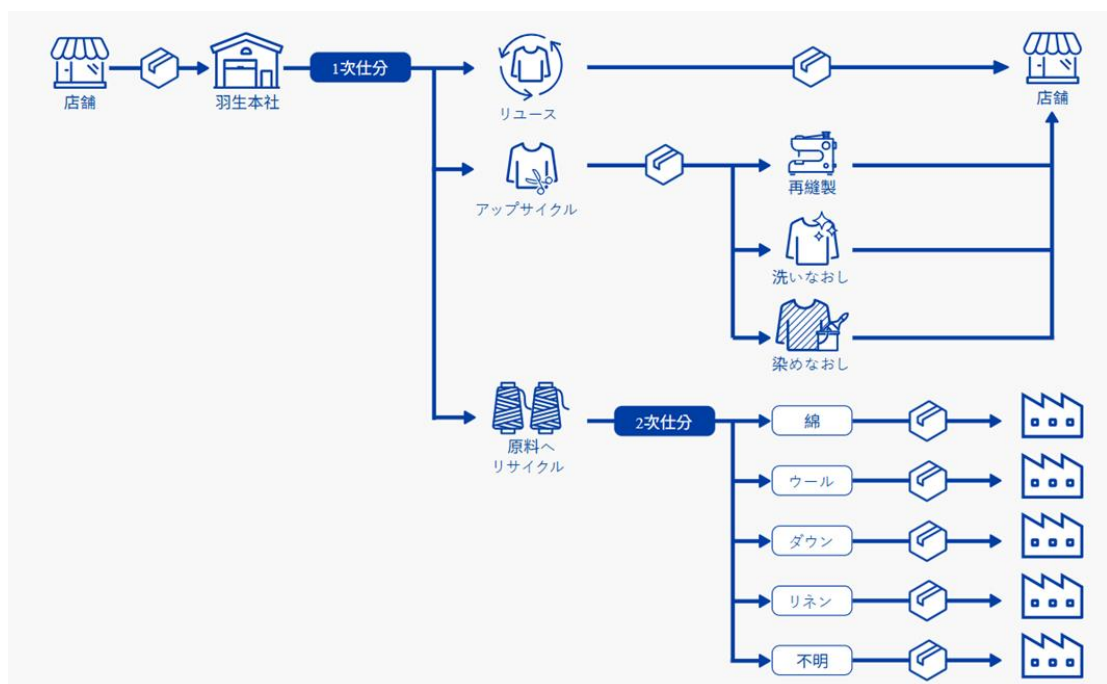 店舗
羽生本社
1次仕分
リユース
店舗
アップサイクル
再縫製
洗いなおし
染めなおし
原料へ
リサイクル
2次仕分
綿
ウール
ダウン
リネン
不明